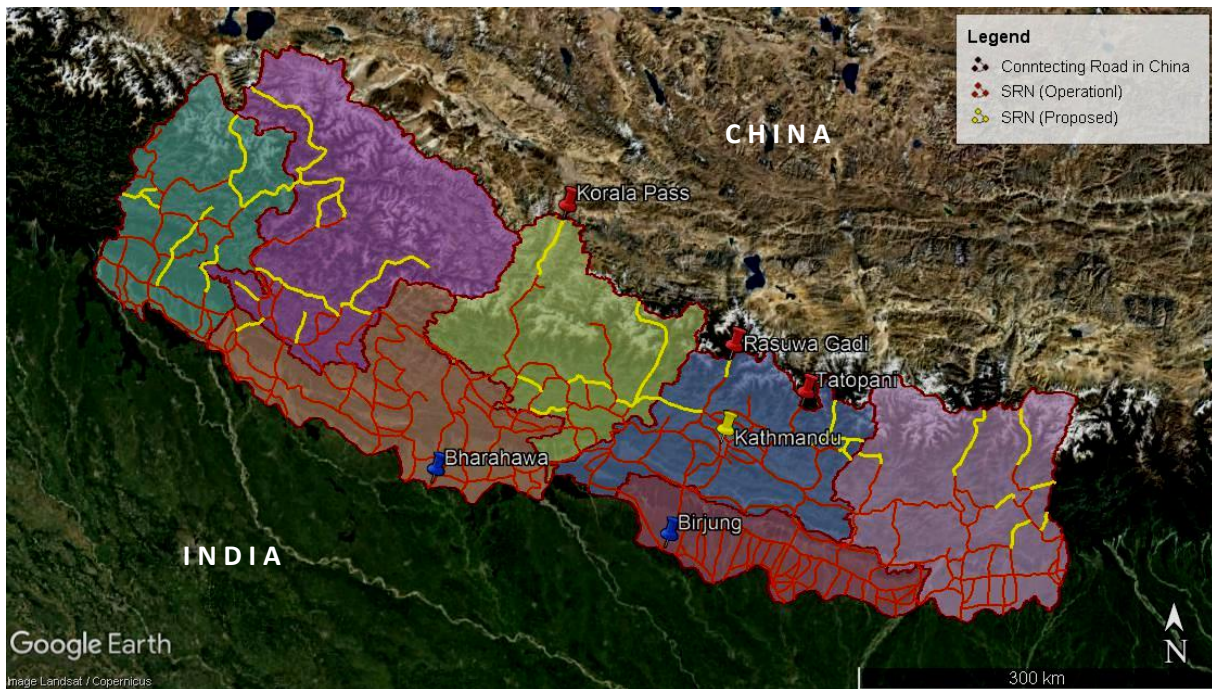 Legend
Conntecting Road in China
SRN (Operationl)
SRN (Proposed)
CHINA
Korala Pass
Rasuwa Gadi
Tatopani
Kathmandu
Bharahawa
Birjung
INDIA
Google Earth
N
Image Landsat / Copernicus
300 km